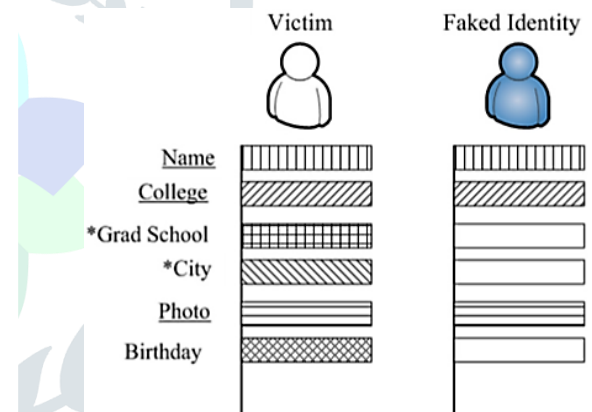 Victim Faked Identity
Name
College
*Grad School
*City
Photo
Birthday